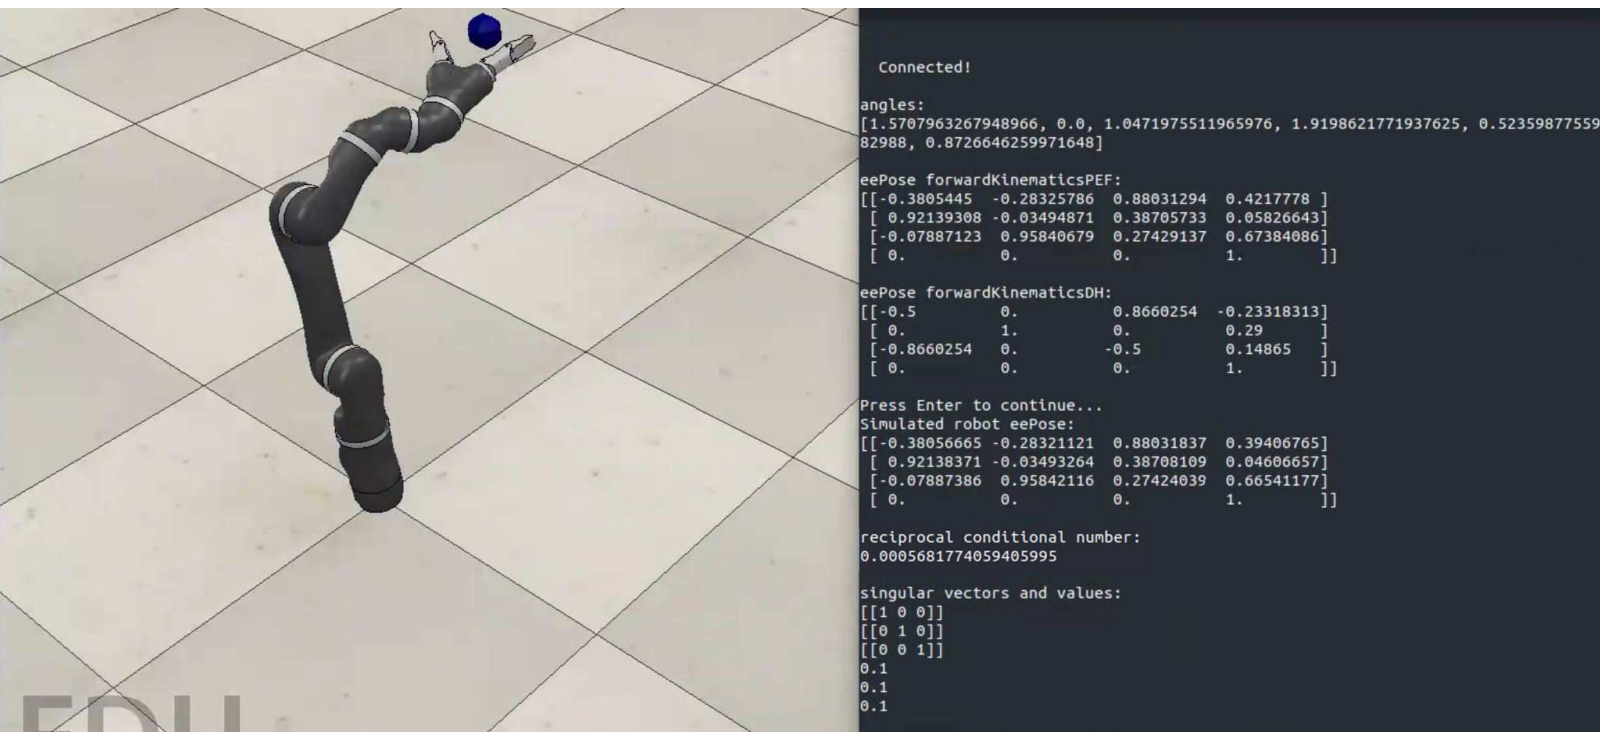 Connected!
angles:
[1.5707963267948966, 0.0, 1.0471975511965976, 1.9198621771937625, 0.52359877559
82988, 0.8726646259971648]
eePose forwardKinematicsPEF:
[[-0.3805445 -0.28325786 0.88031294 0.4217778 ]
[ 0.92139308 -0.03494871 0.38705733 0.05826643]
[-0.07887123 0.95840679 0.27429137 0.67384086]
[ 0. 0. 0. 1. ]]
eePose forwardKinematicsDH:
[[-0.5 0. 0.8660254 -0.23318313]
[ 0. 1. 0. 0.29 ]
[-0.8660254 0. -0.5 0.14865 ]
[ 0. 0. 0. 1. ]]
Press Enter to continue...
Simulated robot eePose:
[[-0.38056665 -0.28321121 0.88031837 0.39406765]
[ 0.92138371 -0.03493264 0.38708109 0.04606657]
[-0.07887386 0.95842116 0.27424039 0.66541177]
[ 0. 0. 0. 1. ]]
reciprocal conditional number:
0.0005681774059405995
singular vectors and values:
[[1 0 0]]
[[0 1 0]]
[[0 0 1]]
0.1
0.1
0.1
EDU